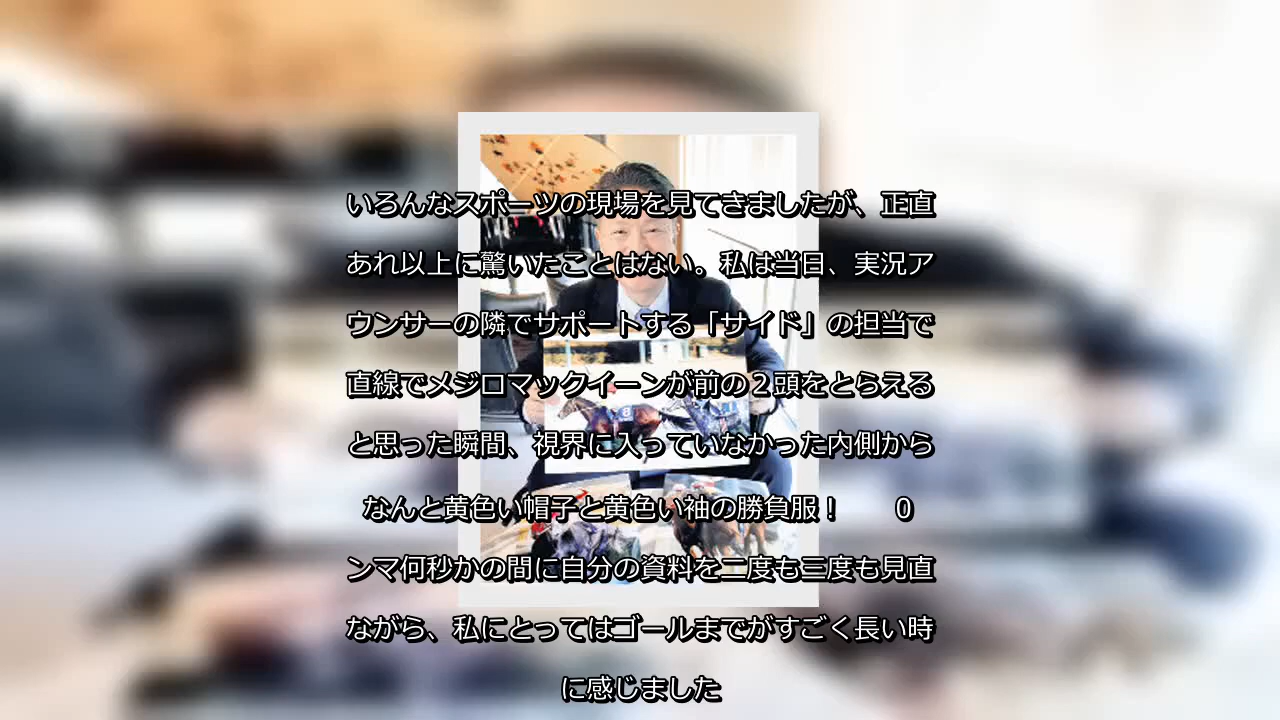 いろんなスポーツの現場を見てきましたが、正直
あれ以上に驚いたことはない。私は当日、実況ア
ウンサーの隣でサポートする「サイド」の担当で
直線でメジロマックイーンが前の２頭をとらえる
と思った瞬間、視界に入っていなかった内側から
なんと黄色い帽子と黄色い袖の勝負服！　　０
ンマ何秒かの間に自分の資料を二度も三度も見直
ながら、私にとってはゴールまでがすごく長い時
に感じました
8